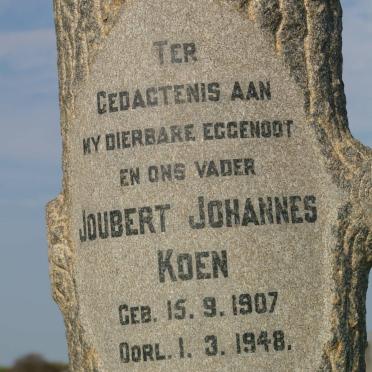 TER
GEDACTENIS AAN
MY DIERBARE EGGENOOT
EN ONS VADER
JOUBERT JOHANNES
KOEN
GEB. 15. 9. 1907
OORL. 1. 3. 1948.